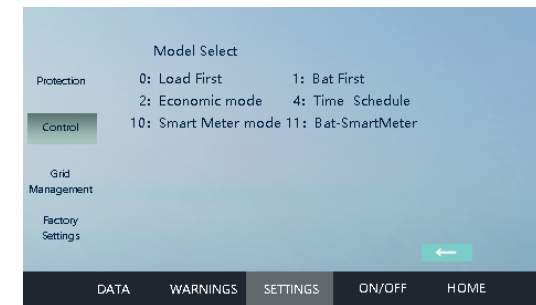 Model Select
Protection
0: Load First 1: Bat First
2: Economic mode 4: Time Schedule
Control
10: Smart Meter mode 11: Bat-SmartMeter
Grid
Management
Factory
Settings
DATA WARNINGS SETTINGS ON/OFF HOME